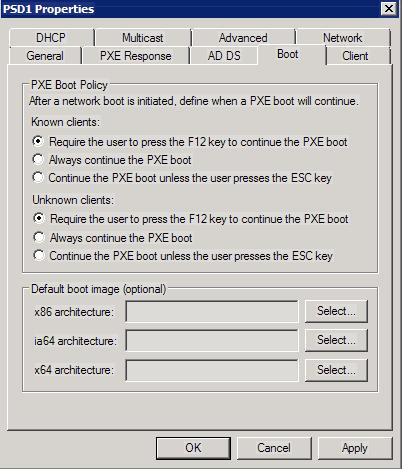 PSD1 Properties
DHCP Multicast Advanced Network
General PXE Response AD DS Boot Client
PXE Boot Policy
After a network boot is initiated, define when a PXE boot will continue.
Known clients:
Require the user to press the F12 key to continue the PXE boot
Always continue the PXE boot
Continue the PXE boot unless the user presses the ESC key
Unknown clients:
Require the user to press the F12 key to continue the PXE boot
Always continue the PXE boot
Continue the PXE boot unless the user presses the ESC key
Default boot image (optional)
x86 architecture: Select...
ia64 architecture: Select...
x64 architecture: Select...
OK Cancel Apply